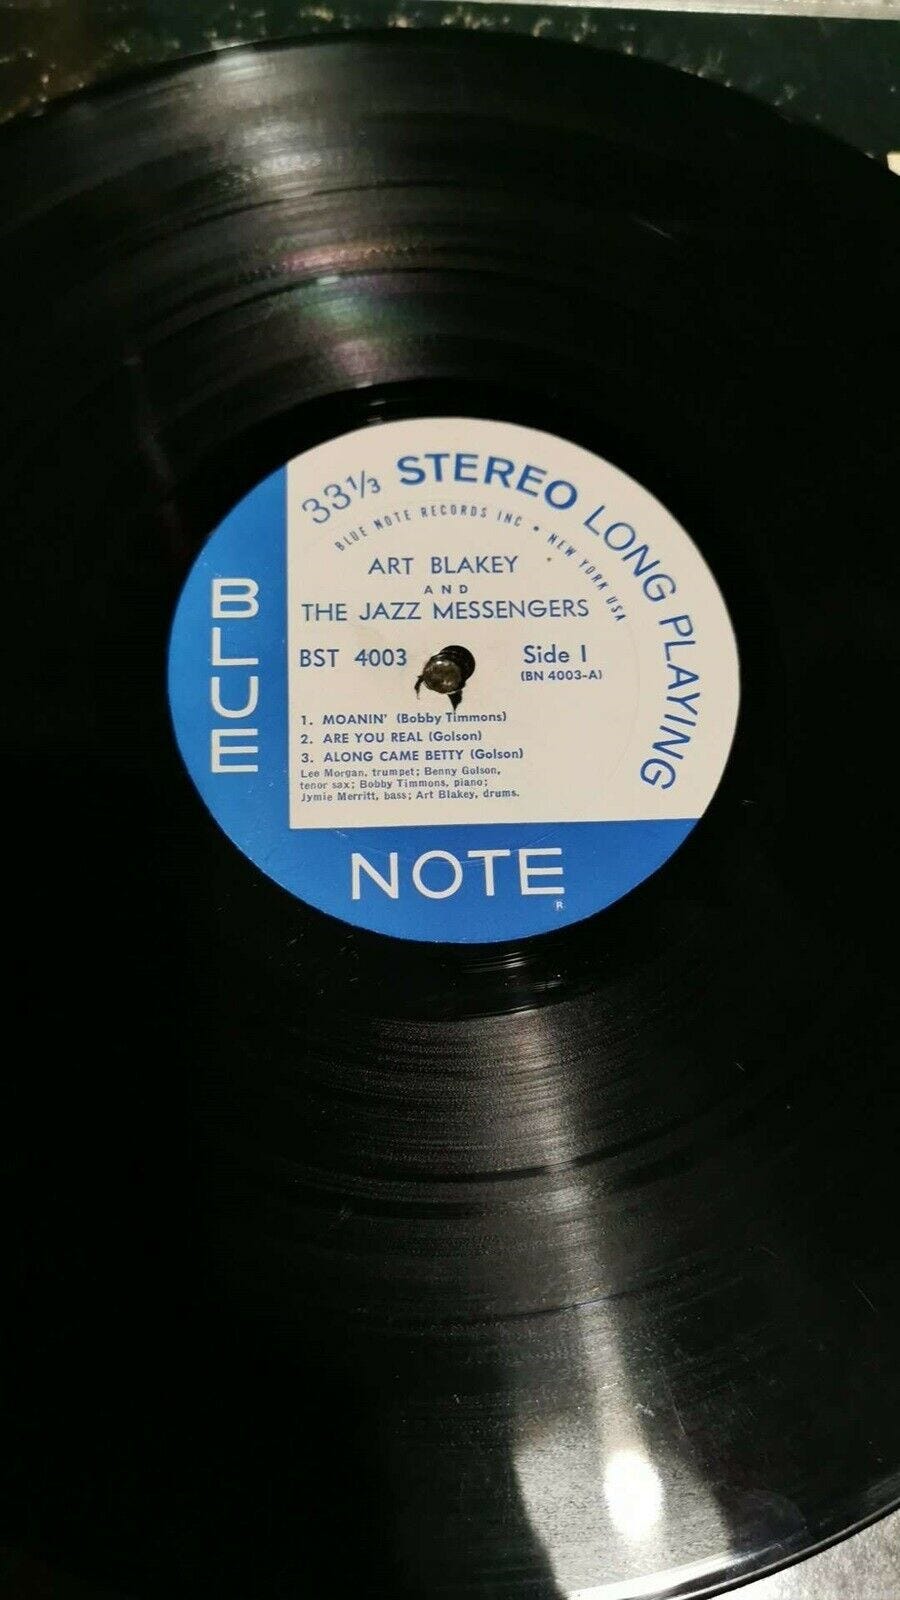 33⅓ STEREO LONG PLAYING
BLUE NOTE RECORDS INC • NEW YORK USA
ART BLAKEY
AND
THE JAZZ MESSENGERS
BST 4003
Side 1
(BN 4003-A)
1. MOANIN' (Bobby Timmons)
2. ARE YOU REAL (Golson)
3. ALONG CAME BETTY (Golson)
Lee Morgan, trumpet; Benny Golson,
tenor sax; Bobby Timmons, piano;
Jymie Merritt, bass; Art Blakey, drums.
BLUE
NOTE
R